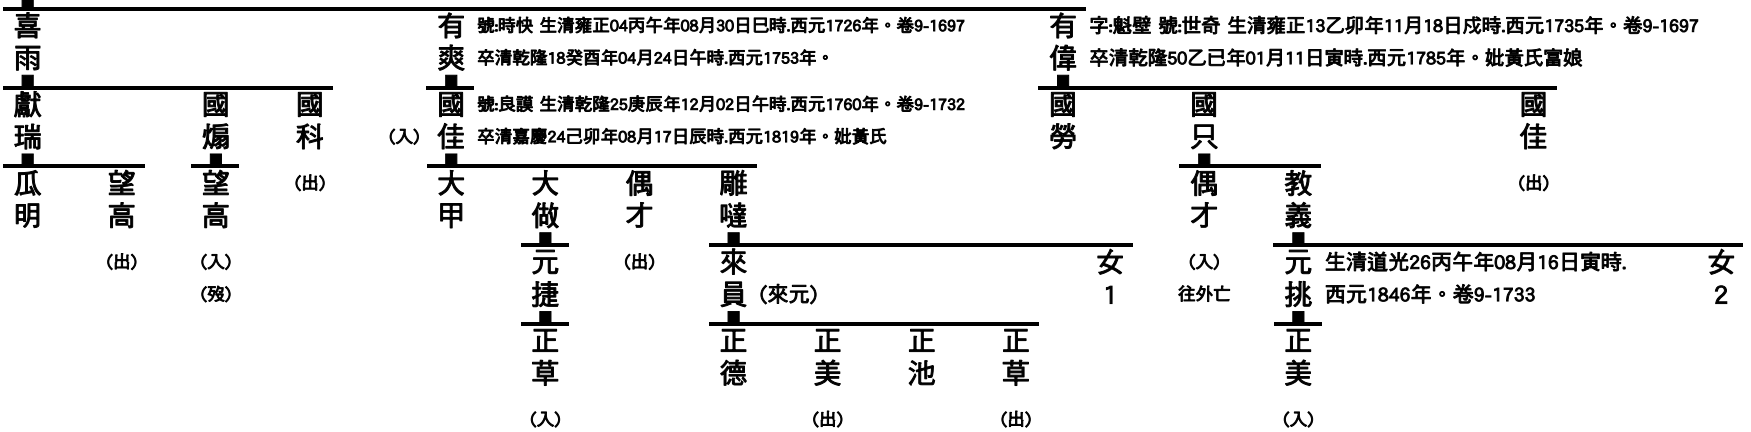 喜雨
有爽 號:時快 生清雍正04丙午年08月30日巳時.西元1726年。卷9-1697
卒清乾隆18癸酉年04月24日午時.西元1753年。
有偉 字:魁壁 號:世奇 生清雍正13乙卯年11月18日戍時.西元1735年。卷9-1697
卒清乾隆50乙巳年01月11日寅時.西元1785年。妣黃氏富娘
獻瑞
國煽
國科
(出)
(入)
國佳 號:良謨 生清乾隆25庚辰年12月02日午時.西元1760年。卷9-1732
卒清嘉慶24己卯年08月17日辰時.西元1819年。妣黃氏
國勞
國只
國佳
(出)
瓜明
望高
(出)
望高
(入)
(歿)
大甲
大做
偶才
(出)
雕噠
偶才
(入)
往外亡
教義
元捷
來員 (來元)
女1
元挑 生清道光26丙午年08月16日寅時.
西元1846年。卷9-1733
女2
正草
(入)
正德
正美
(出)
正池
正草
(出)
正美
(入)